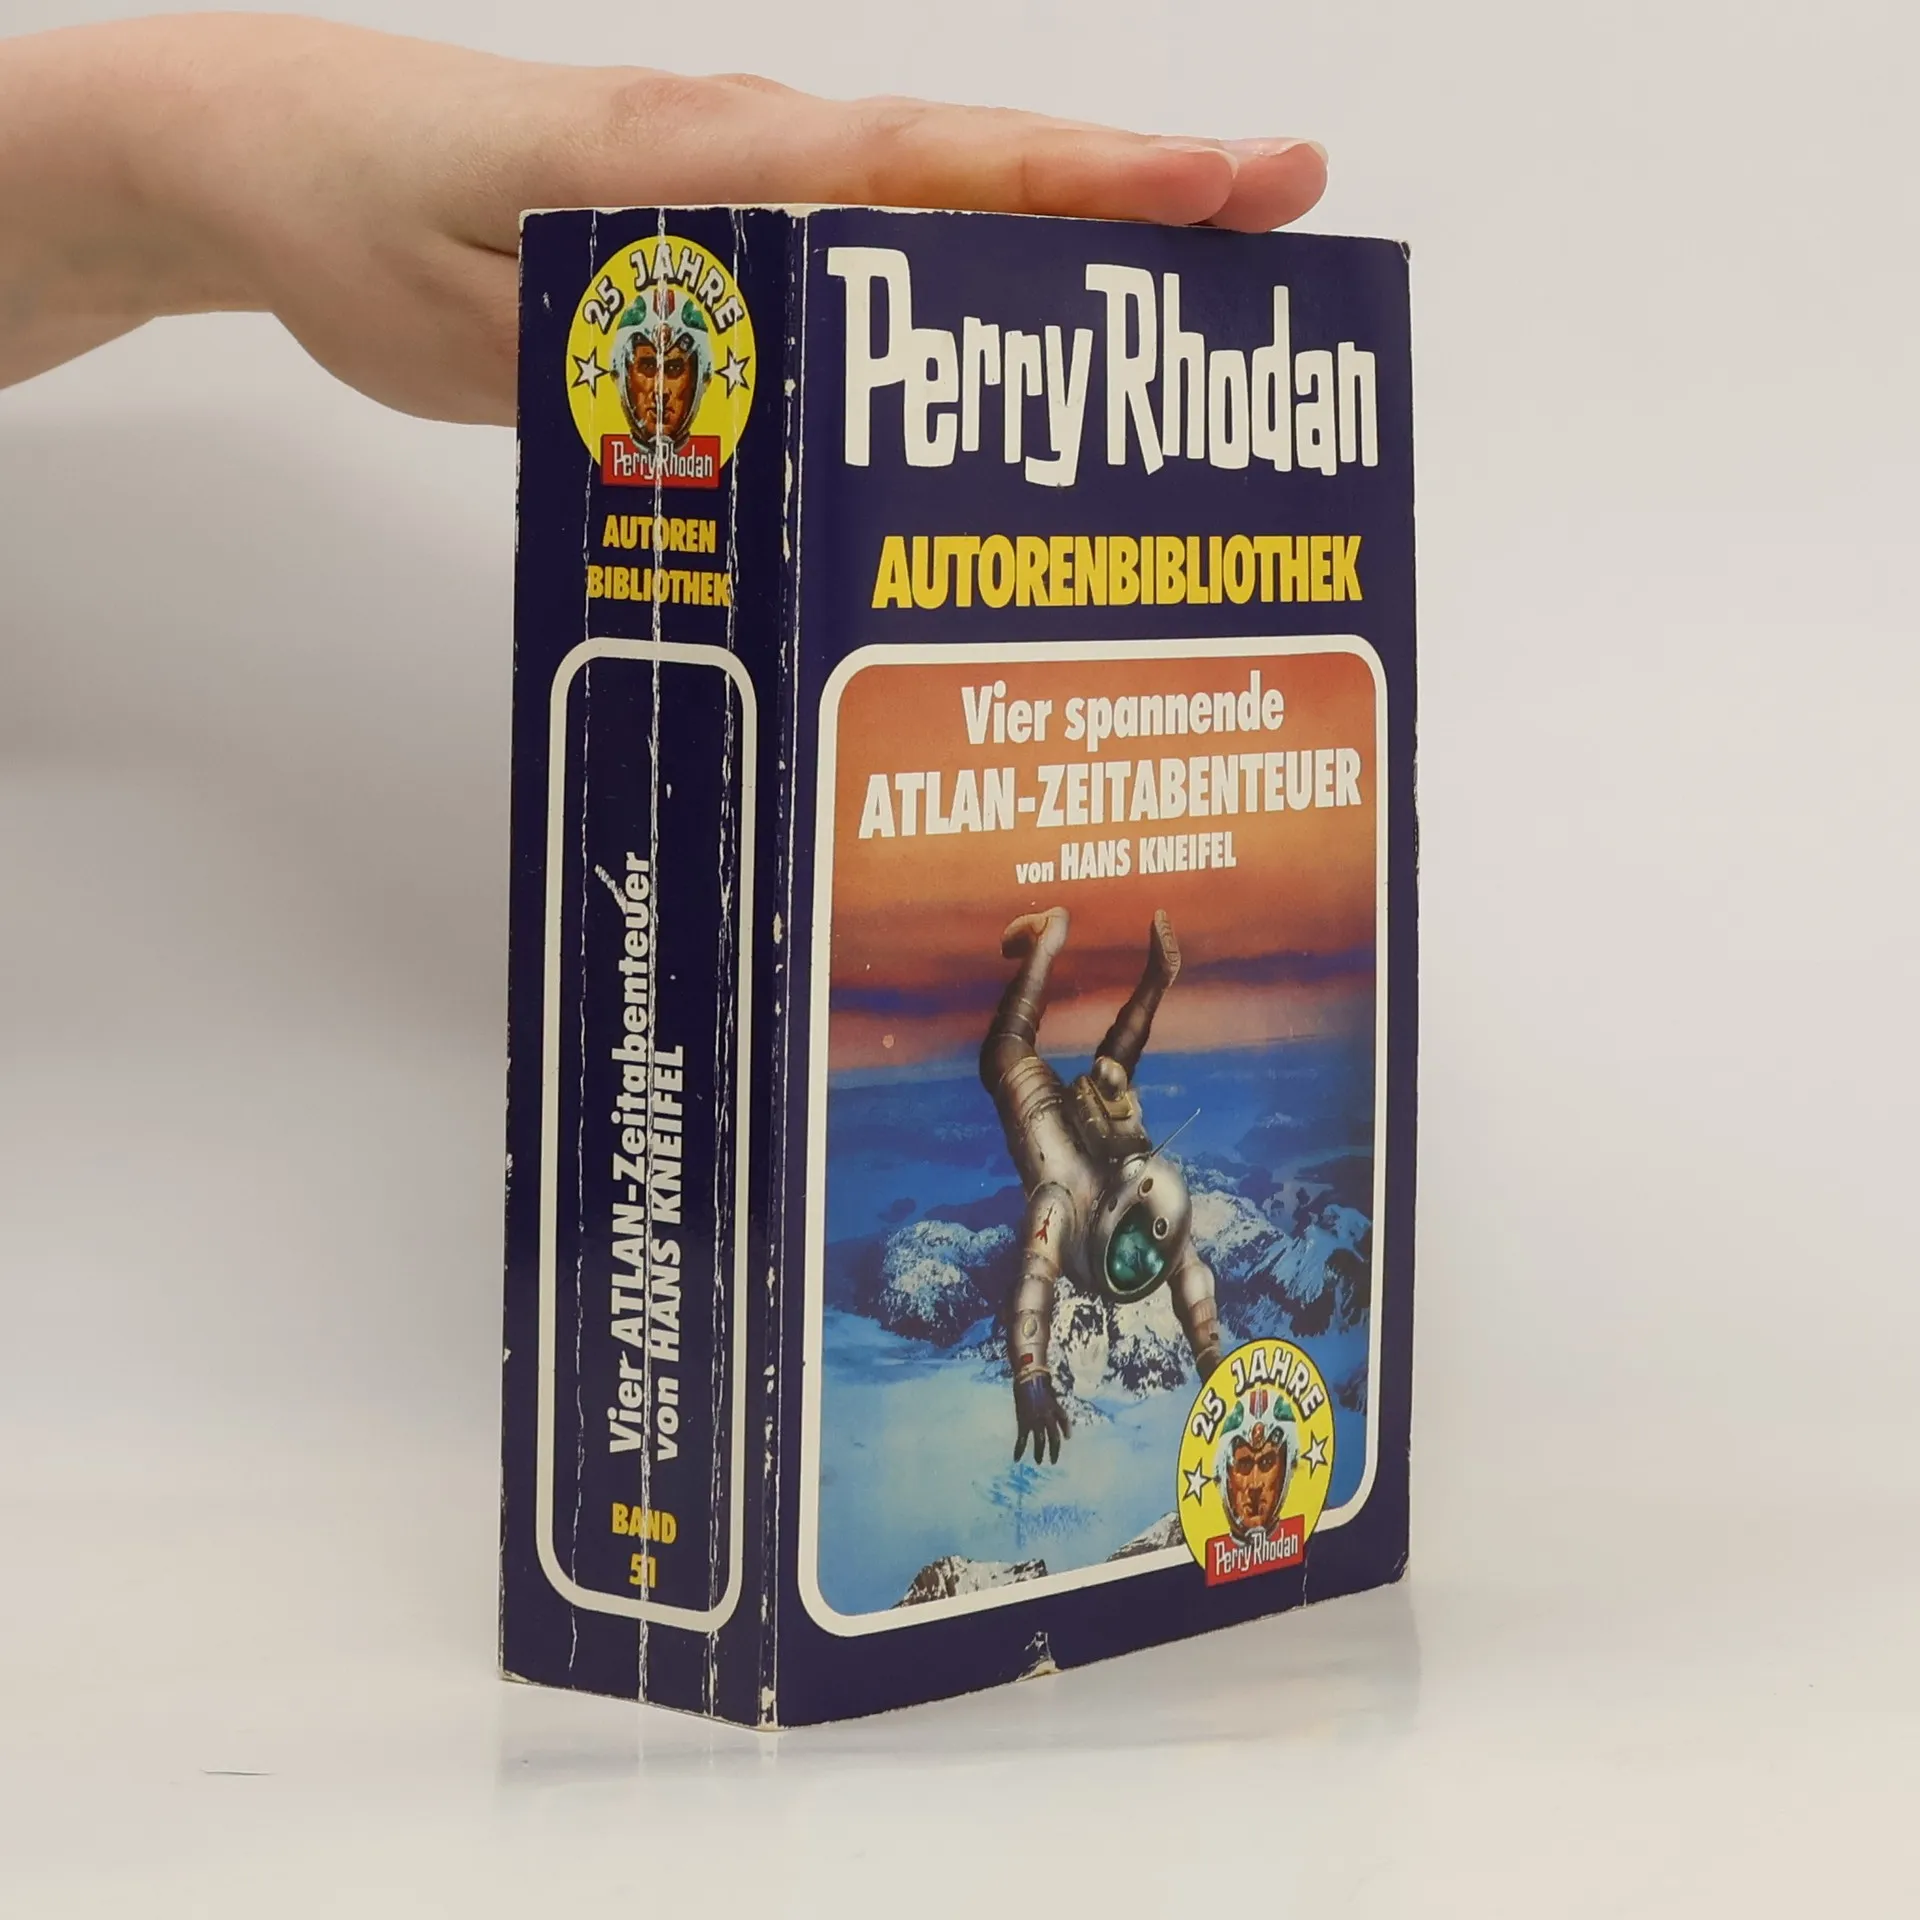 25 JAHRE
Perry Rhodan
AUTOREN
BIBLIOTHEK
Vier ATLAN-Zeitabenteuer
von HANS KNEIFEL
BAND
51
Perry Rhodan
AUTORENBIBLIOTHEK
Vier spannende
ATLAN-ZEITABENTEUER
von HANS KNEIFEL
25 JAHRE
Perry Rhodan